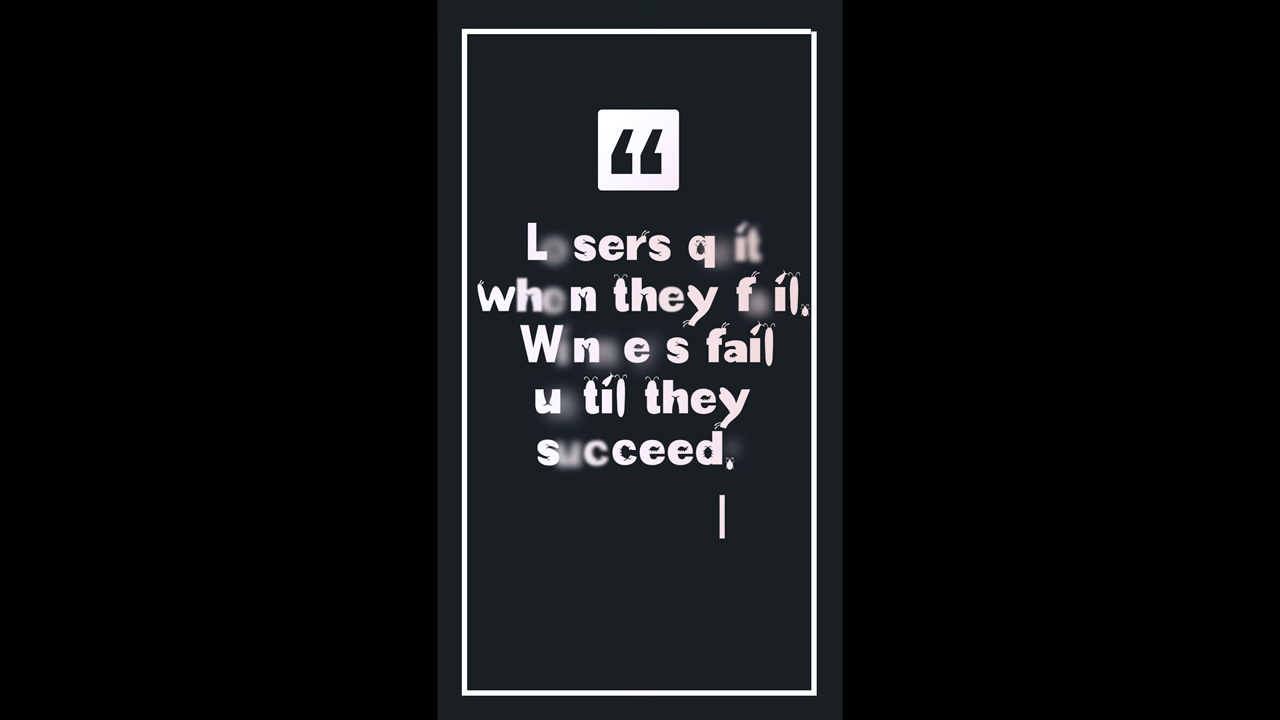 Losers quit
when they fail.
Winners fail
until they
succeed.